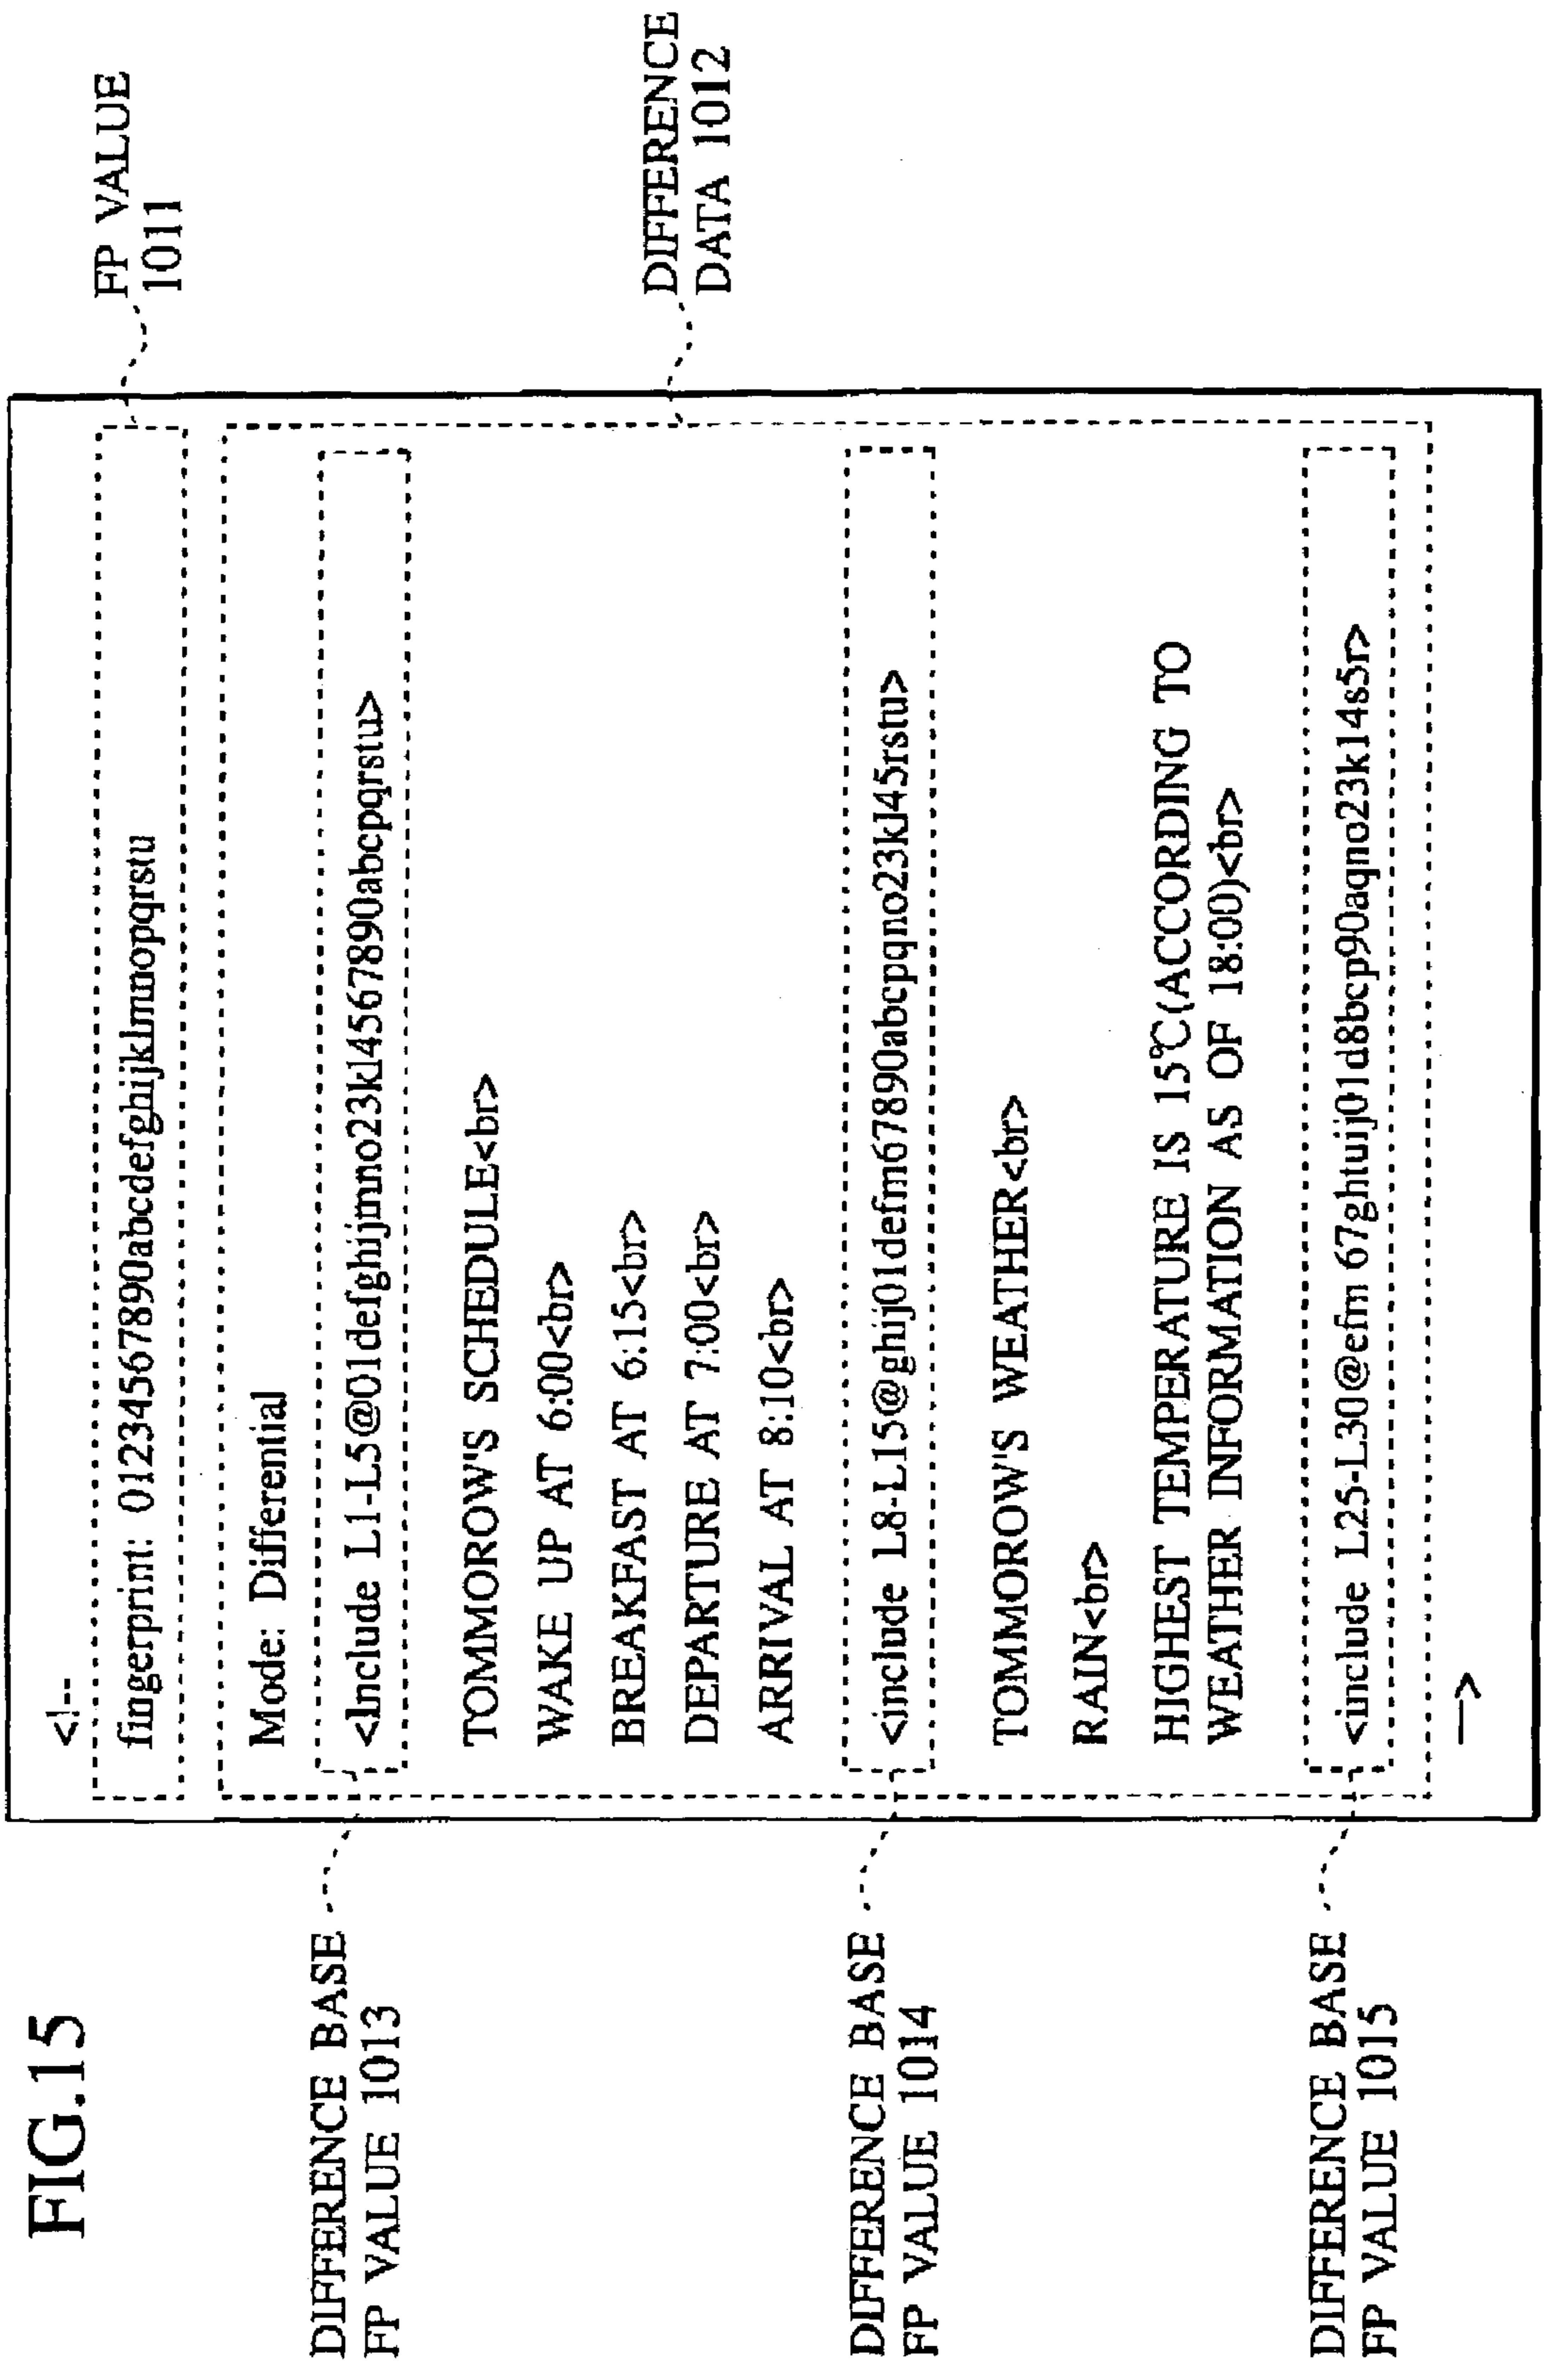 FIG.15
<!--
fingerprint: 01234567890abcdefghijklmnopqrstu
FP VALUE
1011
Mode: Differential
DIFFERENCE
DATA 1012
<Include L1-L5@01defghijmno23kl4567890abcpqrstu>
DIFFERENCE BASE
FP VALUE 1013
TOMMOROW'S SCHEDULE<br>
WAKE UP AT 6:00<br>
BREAKFAST AT 6:15<br>
DEPARTURE AT 7:00<br>
ARRIVAL AT 8:10<br>
<include L8-L15@ghij01defm67890abcpqno23kl45rstu>
DIFFERENCE BASE
FP VALUE 1014
TOMMOROW'S WEATHER<br>
RAIN<br>
HIGHEST TEMPERATURE IS 15℃(ACCORDING TO
WEATHER INFORMATION AS OF 18:00)<br>
<include L25-L30@efm 67ghtuij01d8bcp90aqno23k14s5r>
DIFFERENCE BASE
FP VALUE 1015
-->